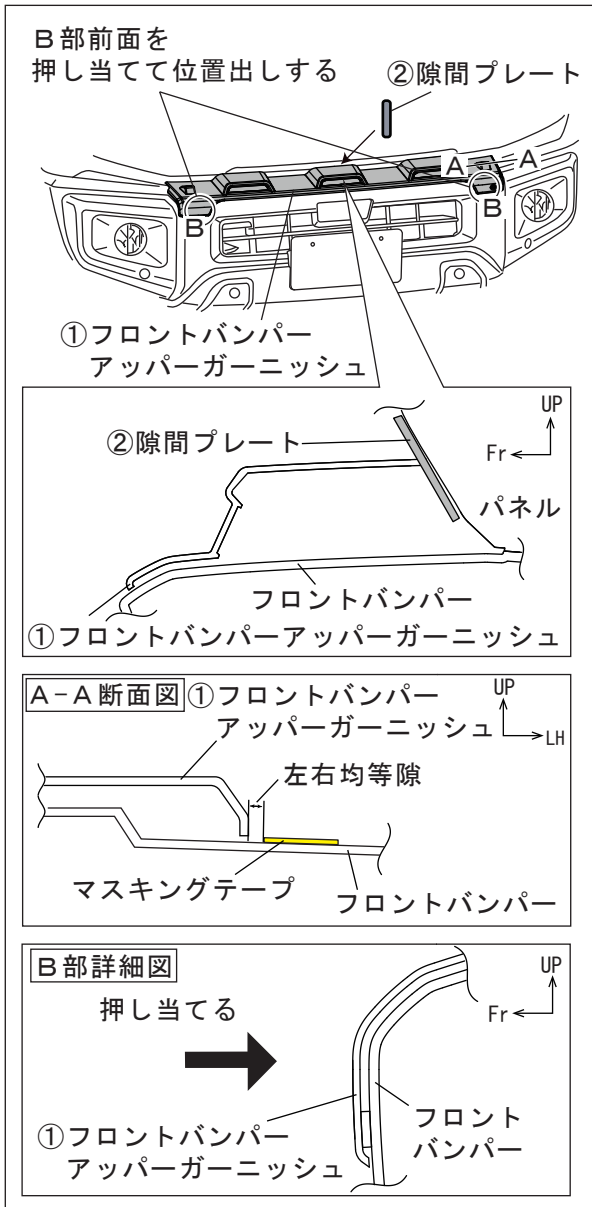 B部前面を
押し当てて位置出しする
②隙間プレート
A
A
B
B
①フロントバンパー
アッパーガーニッシュ
②隙間プレート
UP
Fr
パネル
フロントバンパー
①フロントバンパーアッパーガーニッシュ
A-A断面図
①フロントバンパー
アッパーガーニッシュ
UP
LH
左右均等隙
マスキングテープ
フロントバンパー
B部詳細図
押し当てる
UP
Fr
①フロントバンパー
アッパーガーニッシュ
フロント
バンパー